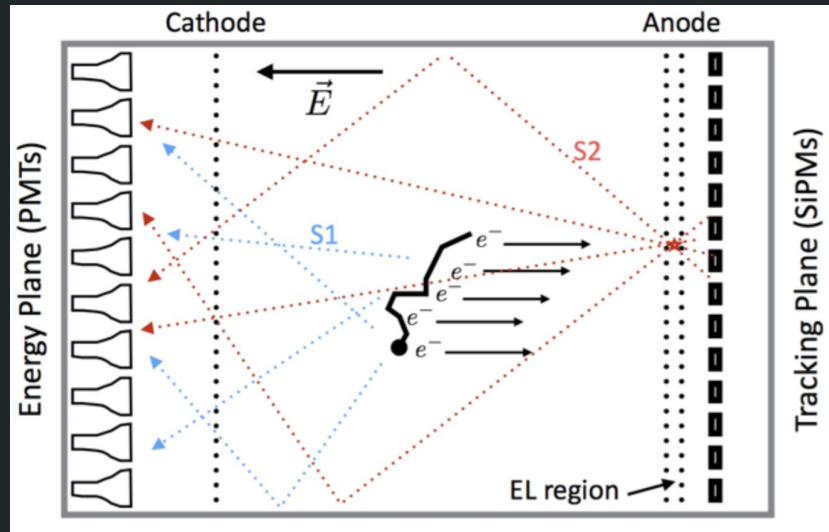 Cathode
Anode
Energy Plane (PMTs)
E
S2
S1
e⁻
e⁻
e⁻
e⁻
e⁻
Tracking Plane (SiPMs)
EL region